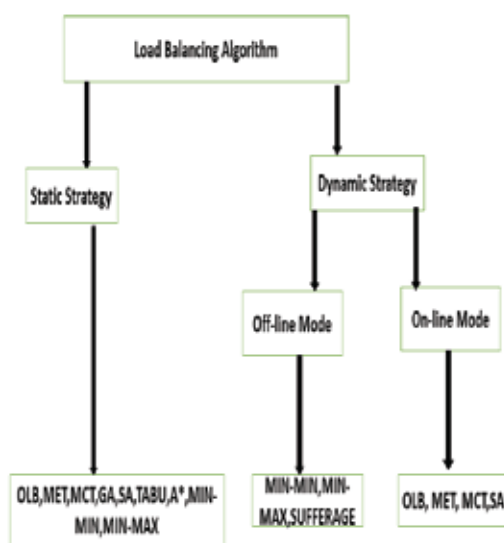 Load Balancing Algorithm
Static Strategy
Dynamic Strategy
Off-line Mode
On-line Mode
OLB,MET,MCT,GA,SA,TABU,A*,MIN-
MIN,MIN-MAX
MIN-MIN,MIN-
MAX,SUFFERAGE
OLB, MET, MCT,SA